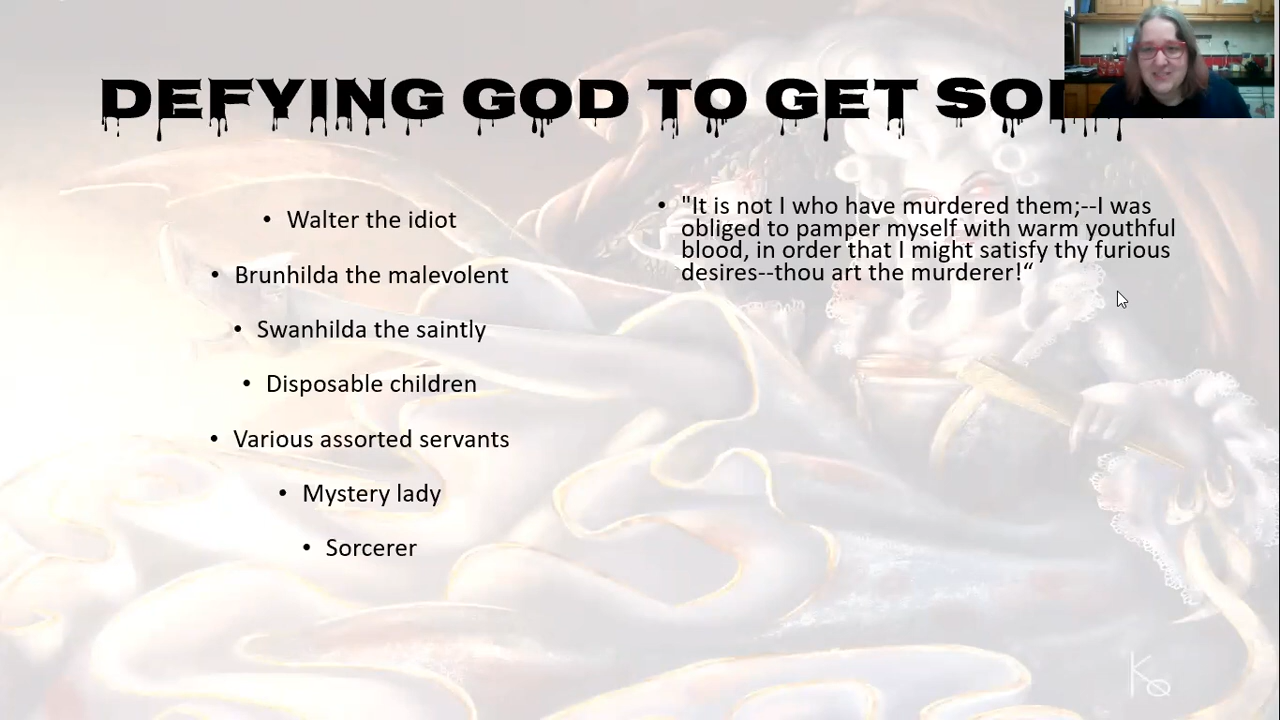 DEFYING GOD TO GET
• Walter the idiot
• Brunhilda the malevolent
• Swanhilda the saintly
• Disposable children
• Various assorted servants
• Mystery lady
• Sorcerer
• "It is not I who have murdered them;--I was
obliged to pamper myself with warm youthful
blood, in order that I might satisfy thy furious
desires--thou art the murderer!“